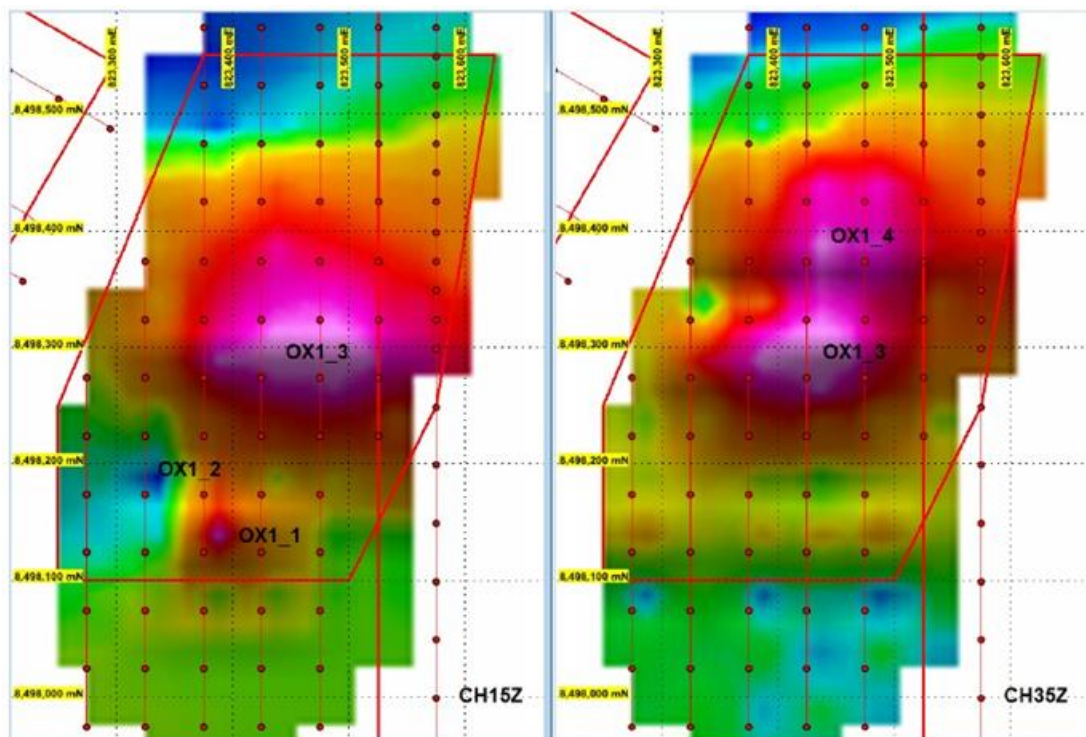 823,300 mE
823,400 mE
823,500 mE
823,600 mE
8,498,500 mN
8,498,400 mN
8,498,300 mN
8,498,200 mN
8,498,100 mN
8,498,000 mN
OX1_3
OX1_2
OX1_1
CH15Z
823,300 mE
823,400 mE
823,500 mE
823,600 mE
8,498,500 mN
8,498,400 mN
8,498,300 mN
8,498,200 mN
8,498,100 mN
8,498,000 mN
OX1_4
OX1_3
CH35Z